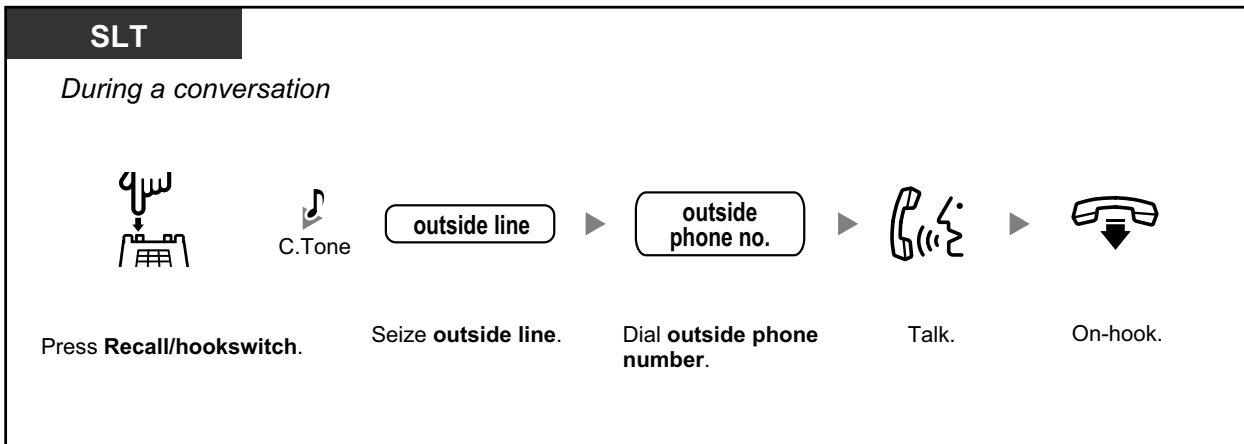 SLT
During a conversation
C.Tone
outside line
outside
phone no.
Press Recall/hookswitch.
Seize outside line.
Dial outside phone
number.
Talk.
On-hook.